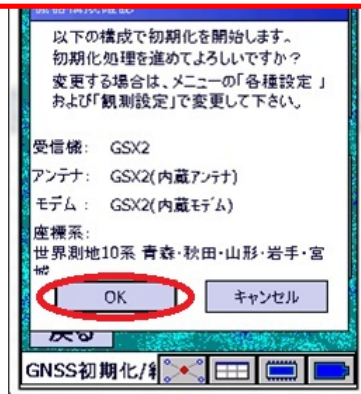 以下の構成で初期化を開始します。
初期化処理を進めてよろしいですか？
変更する場合は、メニューの「各種設定 」
および「観測設定」で変更して下さい。
受信機: GSX2
アンテナ: GSX2(内蔵アンテナ)
モデム : GSX2(内蔵モデム)
座標系:
世界測地10系 青森・秋田・山形・岩手・宮
城
OK キャンセル
戻る
GNSS初期化/